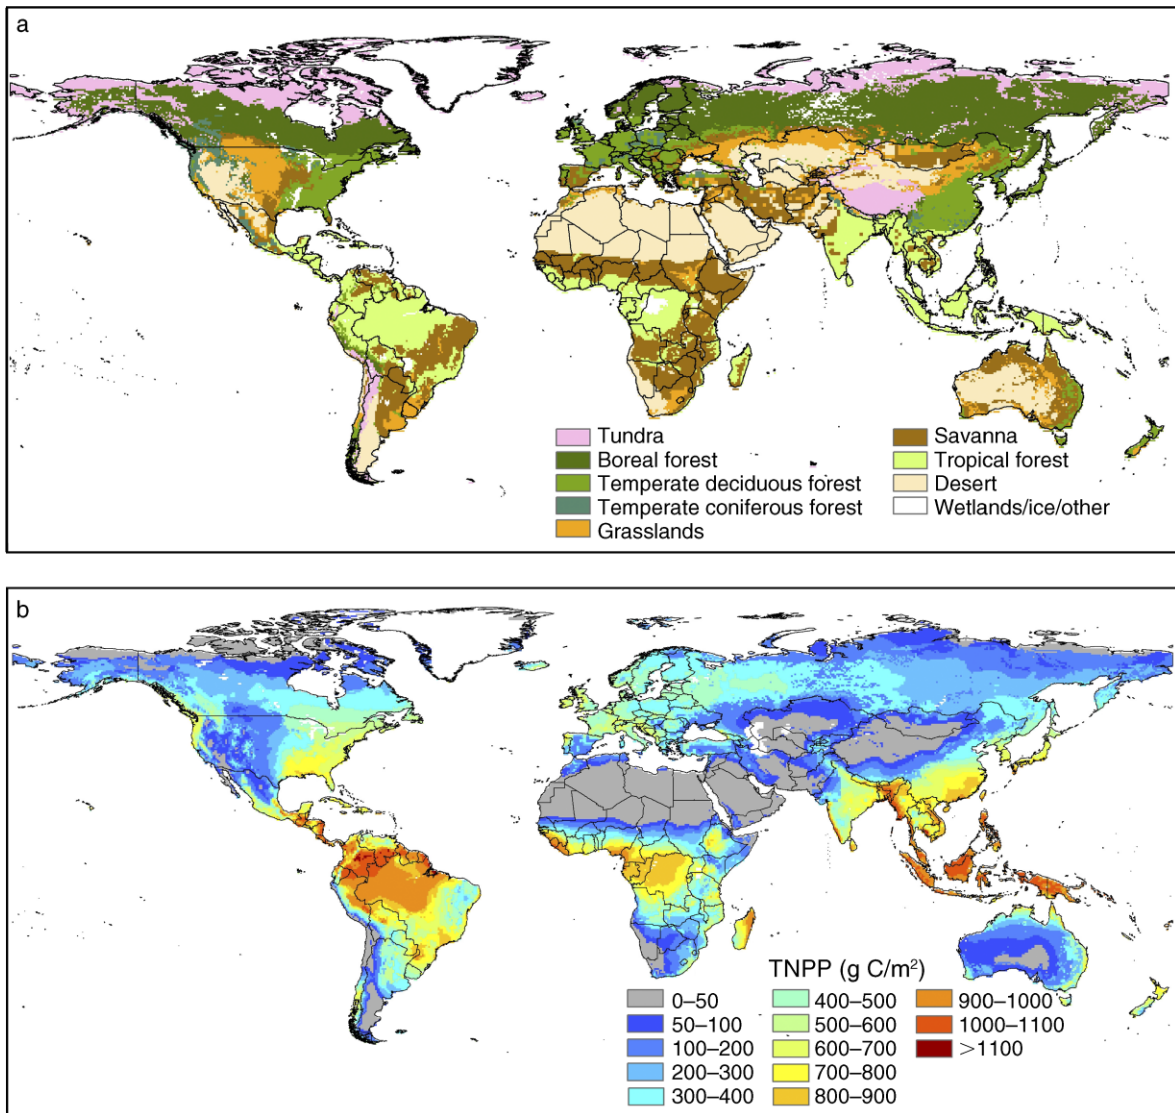 a
Tundra
Boreal forest
Temperate deciduous forest
Temperate coniferous forest
Grasslands
Savanna
Tropical forest
Desert
Wetlands/ice/other
b
TNPP (g C/m²)
0–50
50–100
100–200
200–300
300–400
400–500
500–600
600–700
700–800
800–900
900–1000
1000–1100
>1100